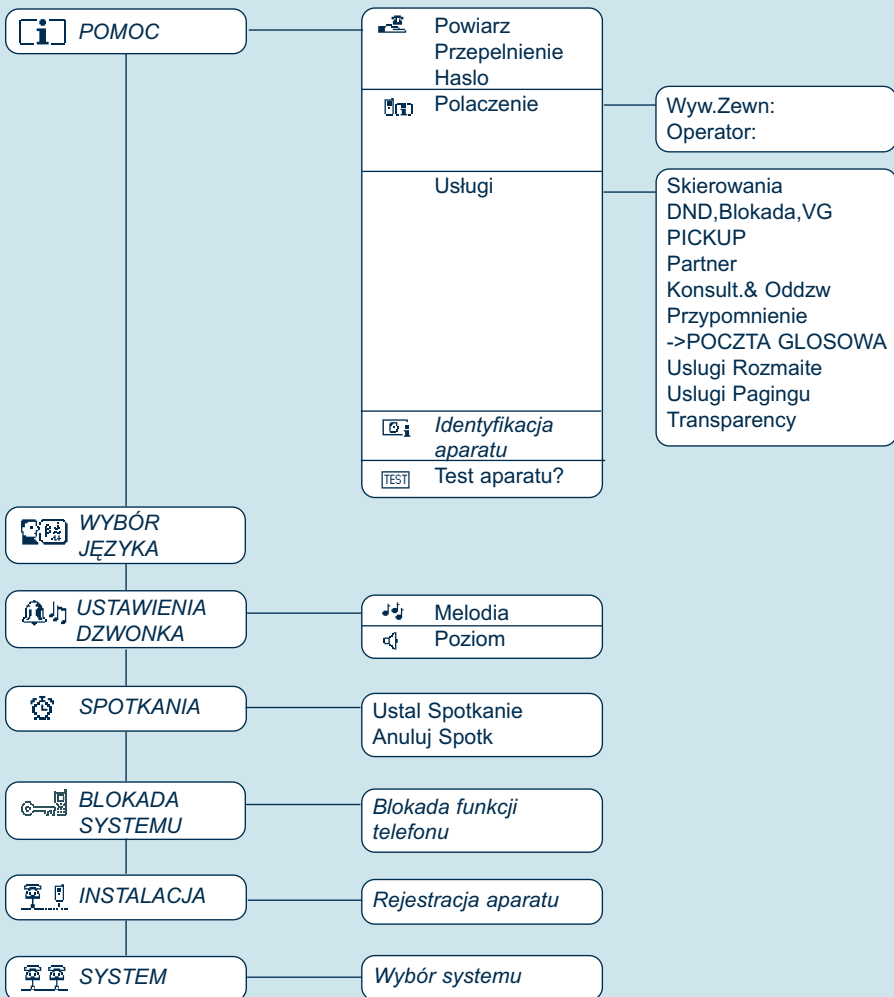 POMOC
Powiarz
Przepelnienie
Haslo
Polaczenie
Wyw.Zewn:
Operator:
Usługi
Skierowania
DND,Blokada,VG
PICKUP
Partner
Konsult.& Oddzw
Przypomnienie
->POCZTA GLOSOWA
Uslugi Rozmaite
Uslugi Pagingu
Transparency
Identyfikacja
aparatu
TEST Test aparatu?
WYBÓR
JĘZYKA
USTAWIENIA
DZWONKA
Melodia
Poziom
SPOTKANIA
Ustal Spotkanie
Anuluj Spotk
BLOKADA
SYSTEMU
Blokada funkcji
telefonu
INSTALACJA
Rejestracja aparatu
SYSTEM
Wybór systemu